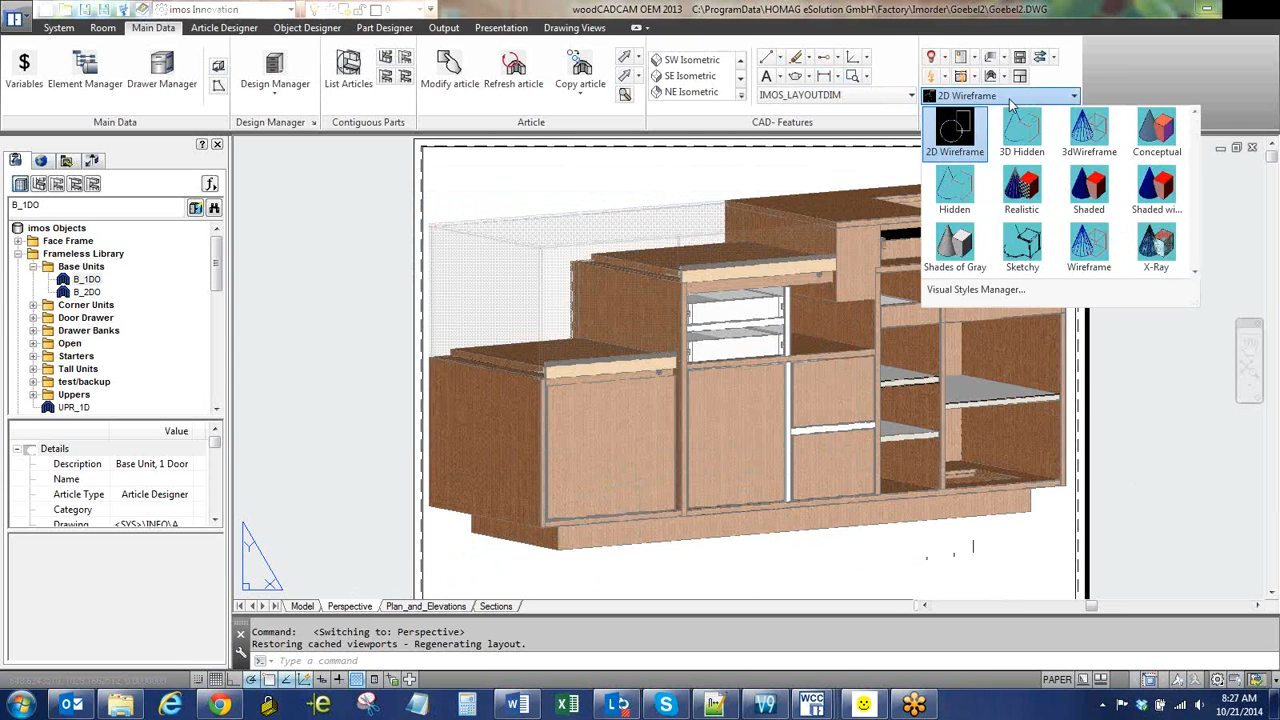 imos Innovation
woodCADCAM OEM 2013
C:\ProgramData\HOMAG eSolution GmbH\Factory\Imorder\Goebel2\Goebel2.DWG
System Room Main Data Article Designer Object Designer Part Designer Output Presentation Drawing Views
SW Isometric
SE Isometric
NE Isometric
IMOS_LAYOUTDIM
Variables Element Manager Drawer Manager Design Manager List Articles Modify article Refresh article Copy article
Main Data Design Manager Contiguous Parts Article CAD- Features
2D Wireframe
2D Wireframe 3D Hidden 3dWireframe Conceptual
Hidden Realistic Shaded Shaded wi...
Shades of Gray Sketchy Wireframe X-Ray
Visual Styles Manager...
B_1DO
imos Objects
Face Frame
Frameless Library
Base Units
B_1DO
B_2DO
Corner Units
Door Drawer
Drawer Banks
Open
Starters
Tall Units
test/backup
Uppers
UPR_1D
Value
Details
Description Base Unit, 1 Door
Name
Article Type Article Designer
Category
Drawing <SYS>\INFO\A
Y
X
Model Perspective Plan_and_Elevations Sections
Command: <Switching to: Perspective>
Restoring cached viewports - Regenerating layout.
Type a command
PAPER
8:27 AM
10/21/2014